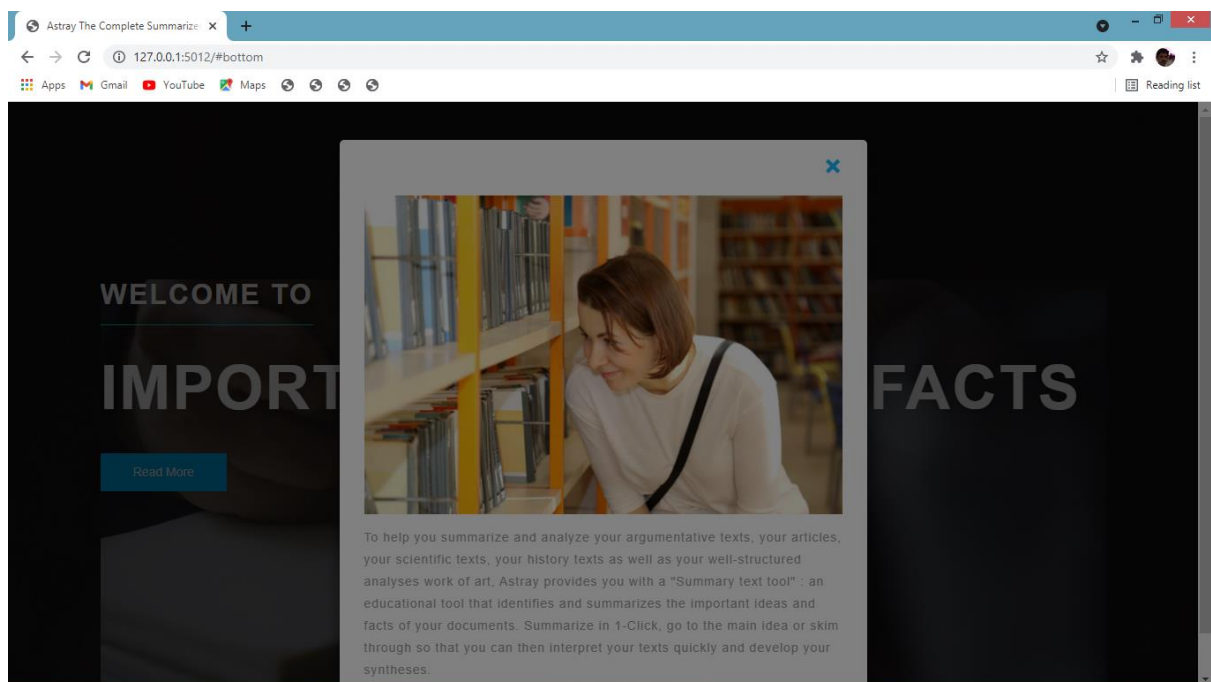 Astray The Complete Summarize
127.0.0.1:5012/#bottom
Apps
Gmail
YouTube
Maps
Reading list
WELCOME TO
IMPORT
FACTS
Read More
To help you summarize and analyze your argumentative texts, your articles,
your scientific texts, your history texts as well as your well-structured
analyses work of art, Astray provides you with a "Summary text tool" : an
educational tool that identifies and summarizes the important ideas and
facts of your documents. Summarize in 1-Click, go to the main idea or skim
through so that you can then interpret your texts quickly and develop your
syntheses.